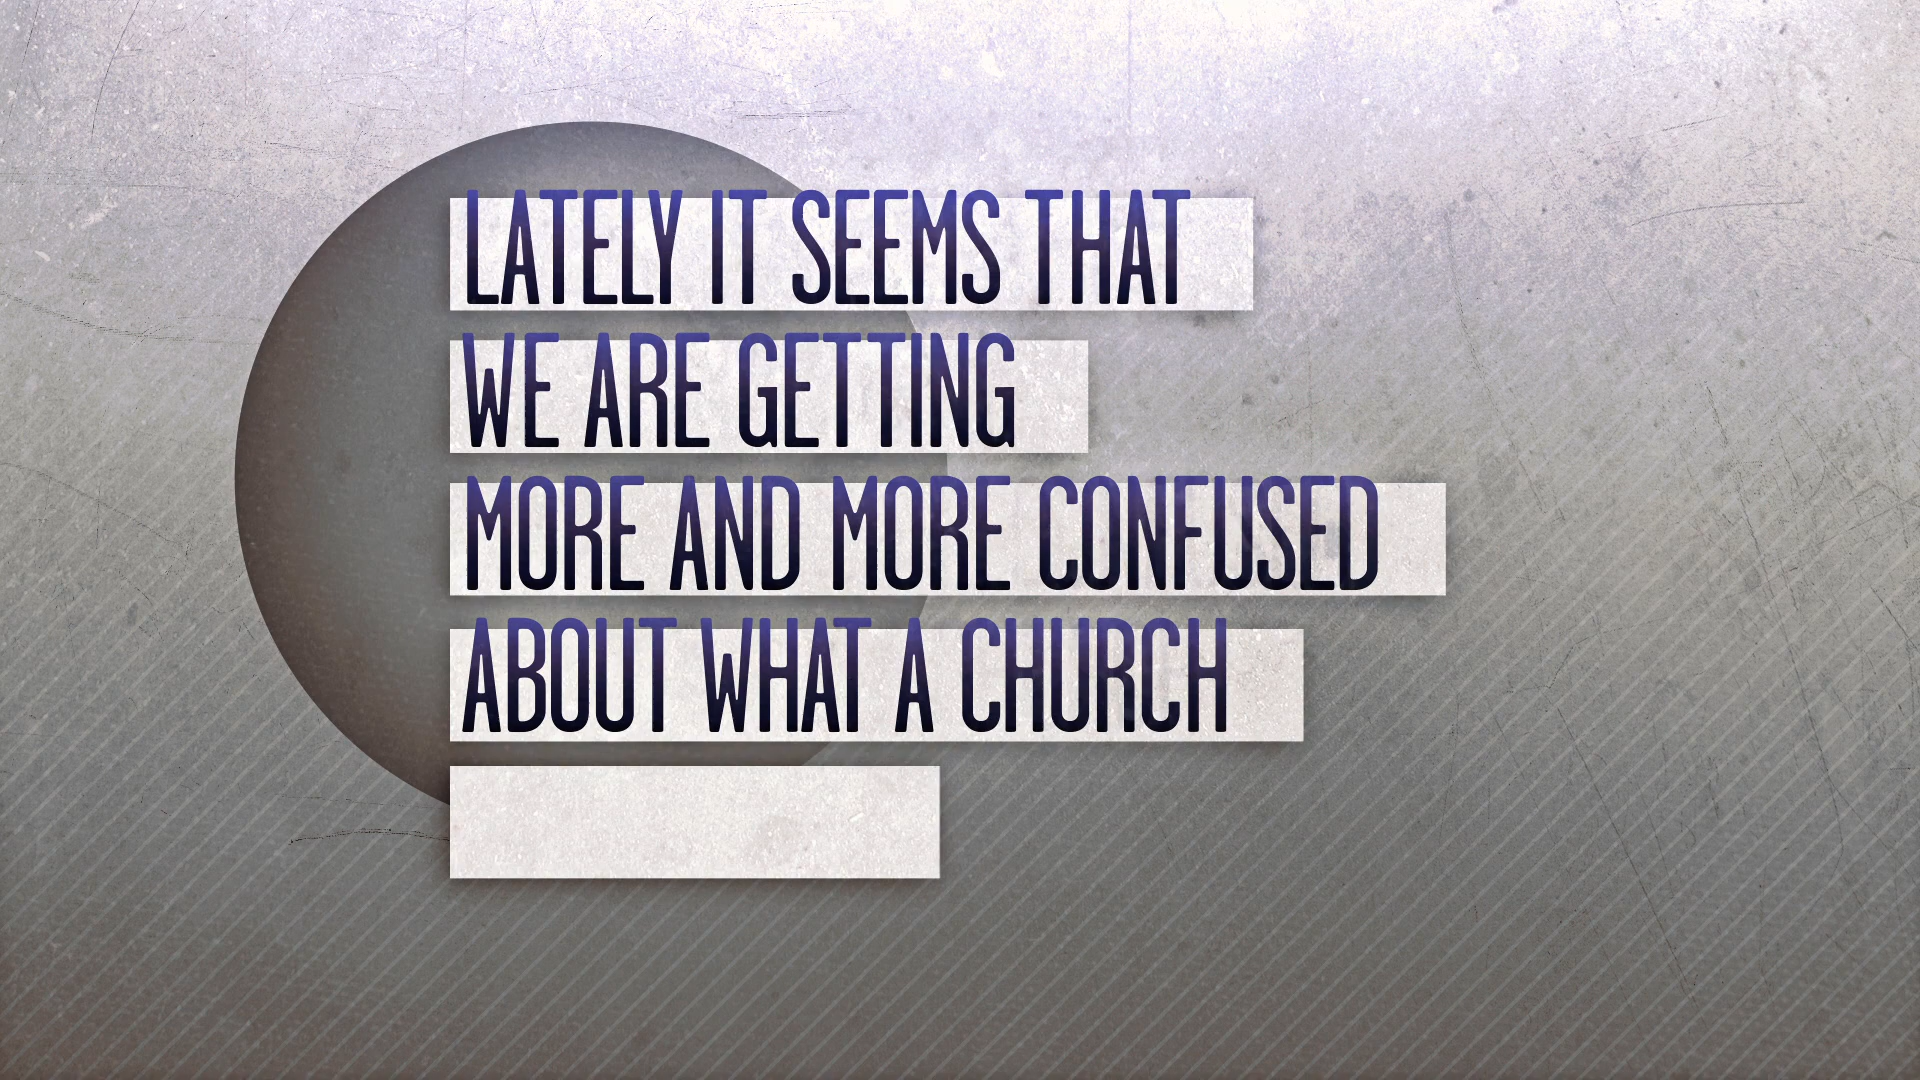 LATELY IT SEEMS THAT
WE ARE GETTING
MORE AND MORE CONFUSED
ABOUT WHAT A CHURCH